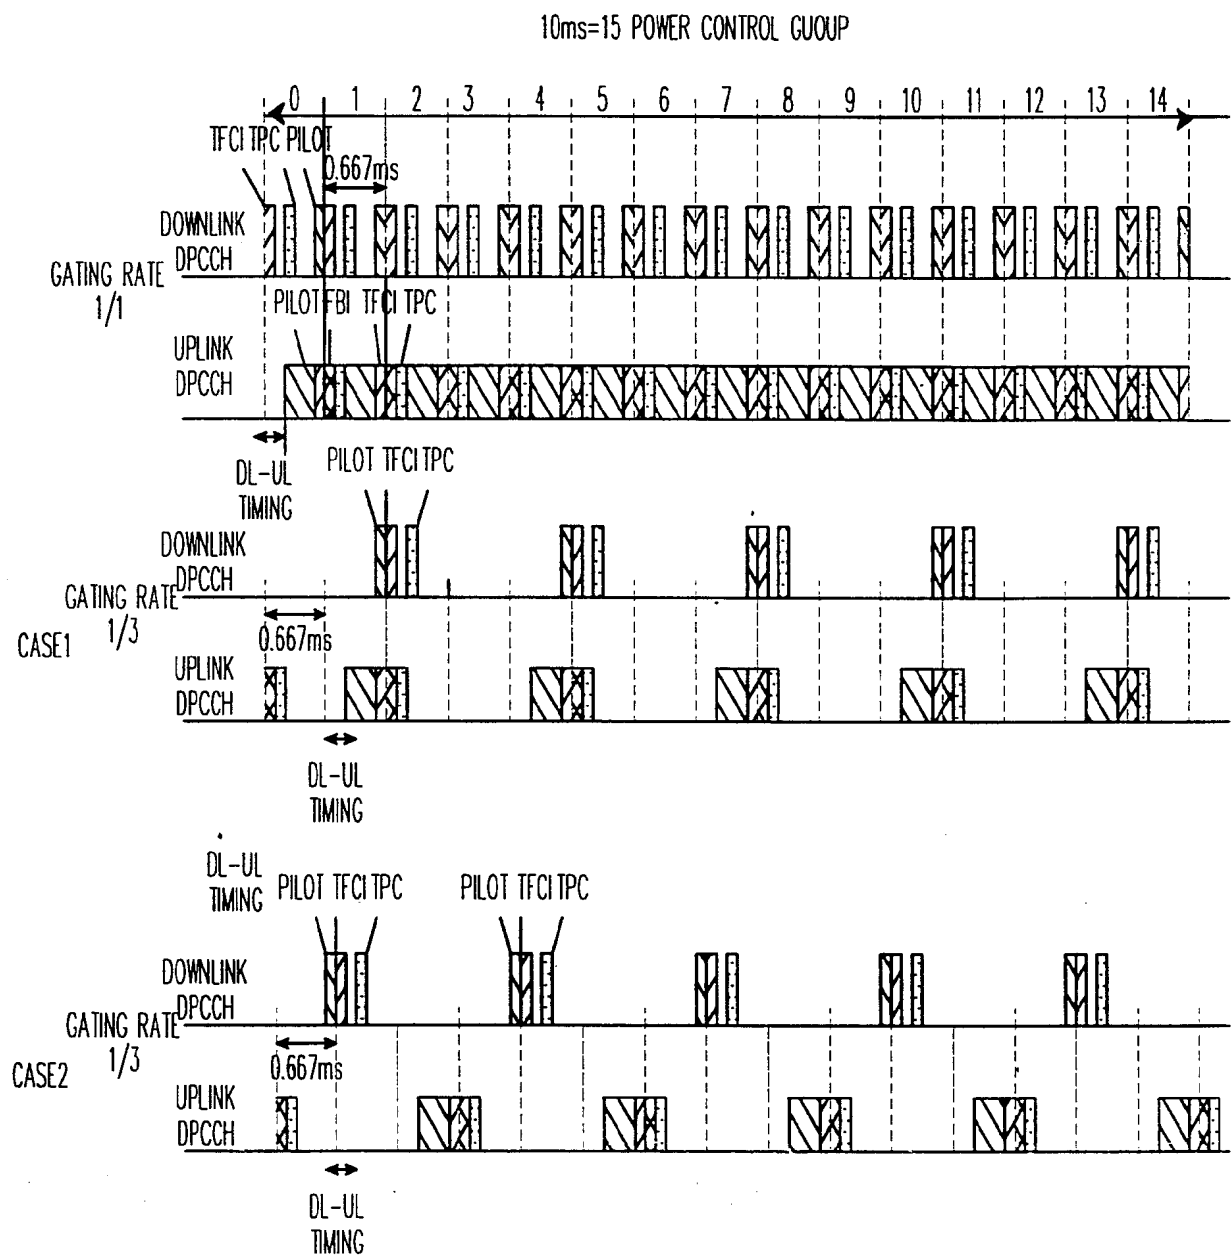 10ms=15 POWER CONTROL GUOUP
0 1 2 3 4 5 6 7 8 9 10 11 12 13 14
TFCI TPC PILOT
0.667ms
DOWNLINK
DPCCH
GATING RATE
1/1
PILOT FBI TFCI TPC
UPLINK
DPCCH
DL-UL
TIMING
PILOT TFCI TPC
DOWNLINK
DPCCH
GATING RATE
1/3
CASE1
0.667ms
UPLINK
DPCCH
DL-UL
TIMING
DL-UL
TIMING
PILOT TFCI TPC
PILOT TFCI TPC
DOWNLINK
DPCCH
GATING RATE
1/3
CASE2
0.667ms
UPLINK
DPCCH
DL-UL
TIMING